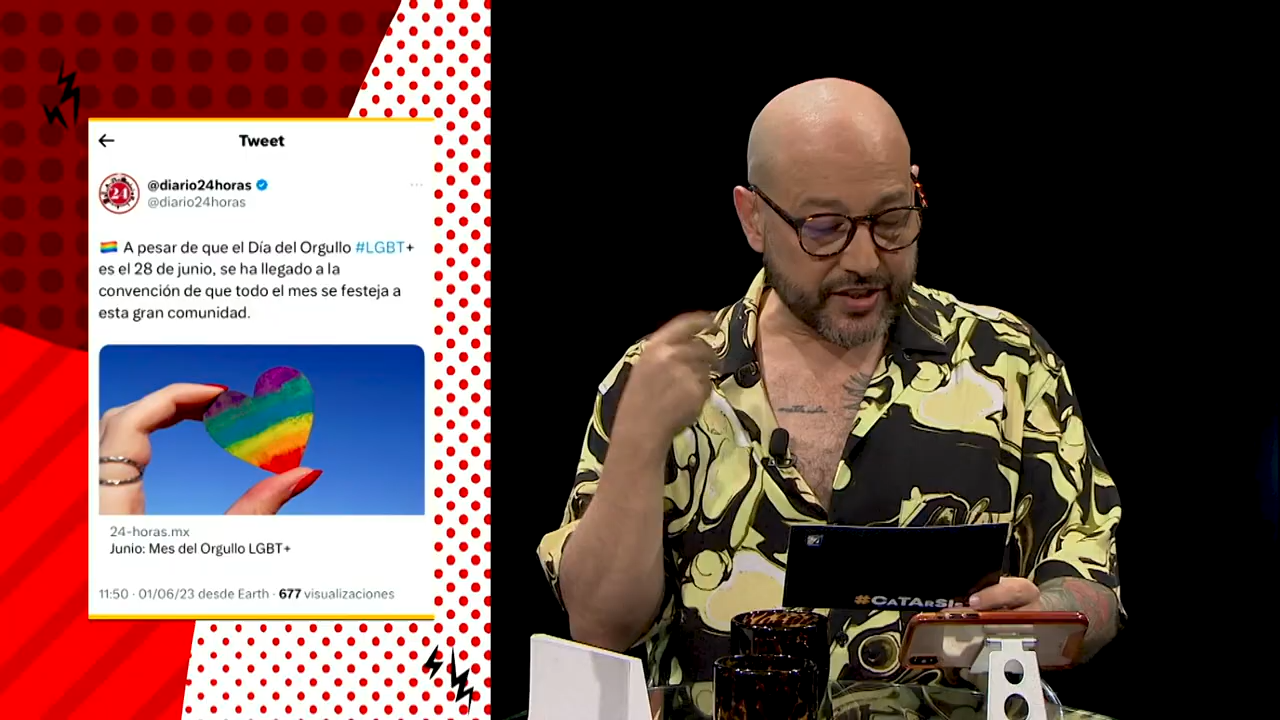 Tweet
24
@diario24horas
@diario24horas
A pesar de que el Día del Orgullo #LGBT+
es el 28 de junio, se ha llegado a la
convención de que todo el mes se festeja a
esta gran comunidad.
24-horas.mx
Junio: Mes del Orgullo LGBT+
11:50 · 01/06/23 desde Earth · 677 visualizaciones